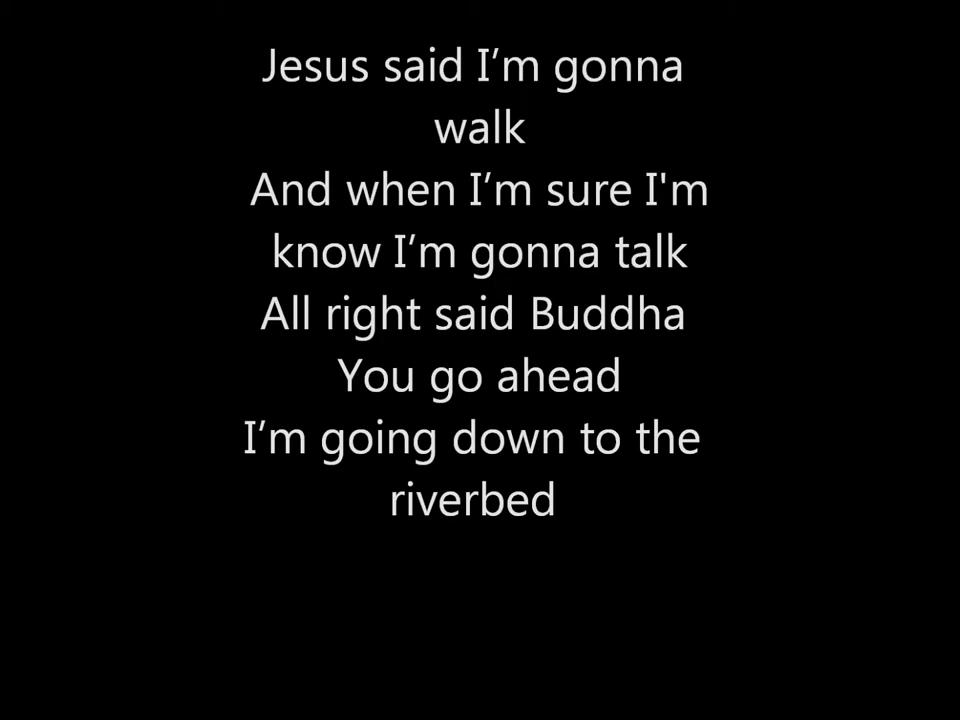 Jesus said I’m gonna
walk
And when I’m sure I'm
know I’m gonna talk
All right said Buddha
You go ahead
I’m going down to the
riverbed